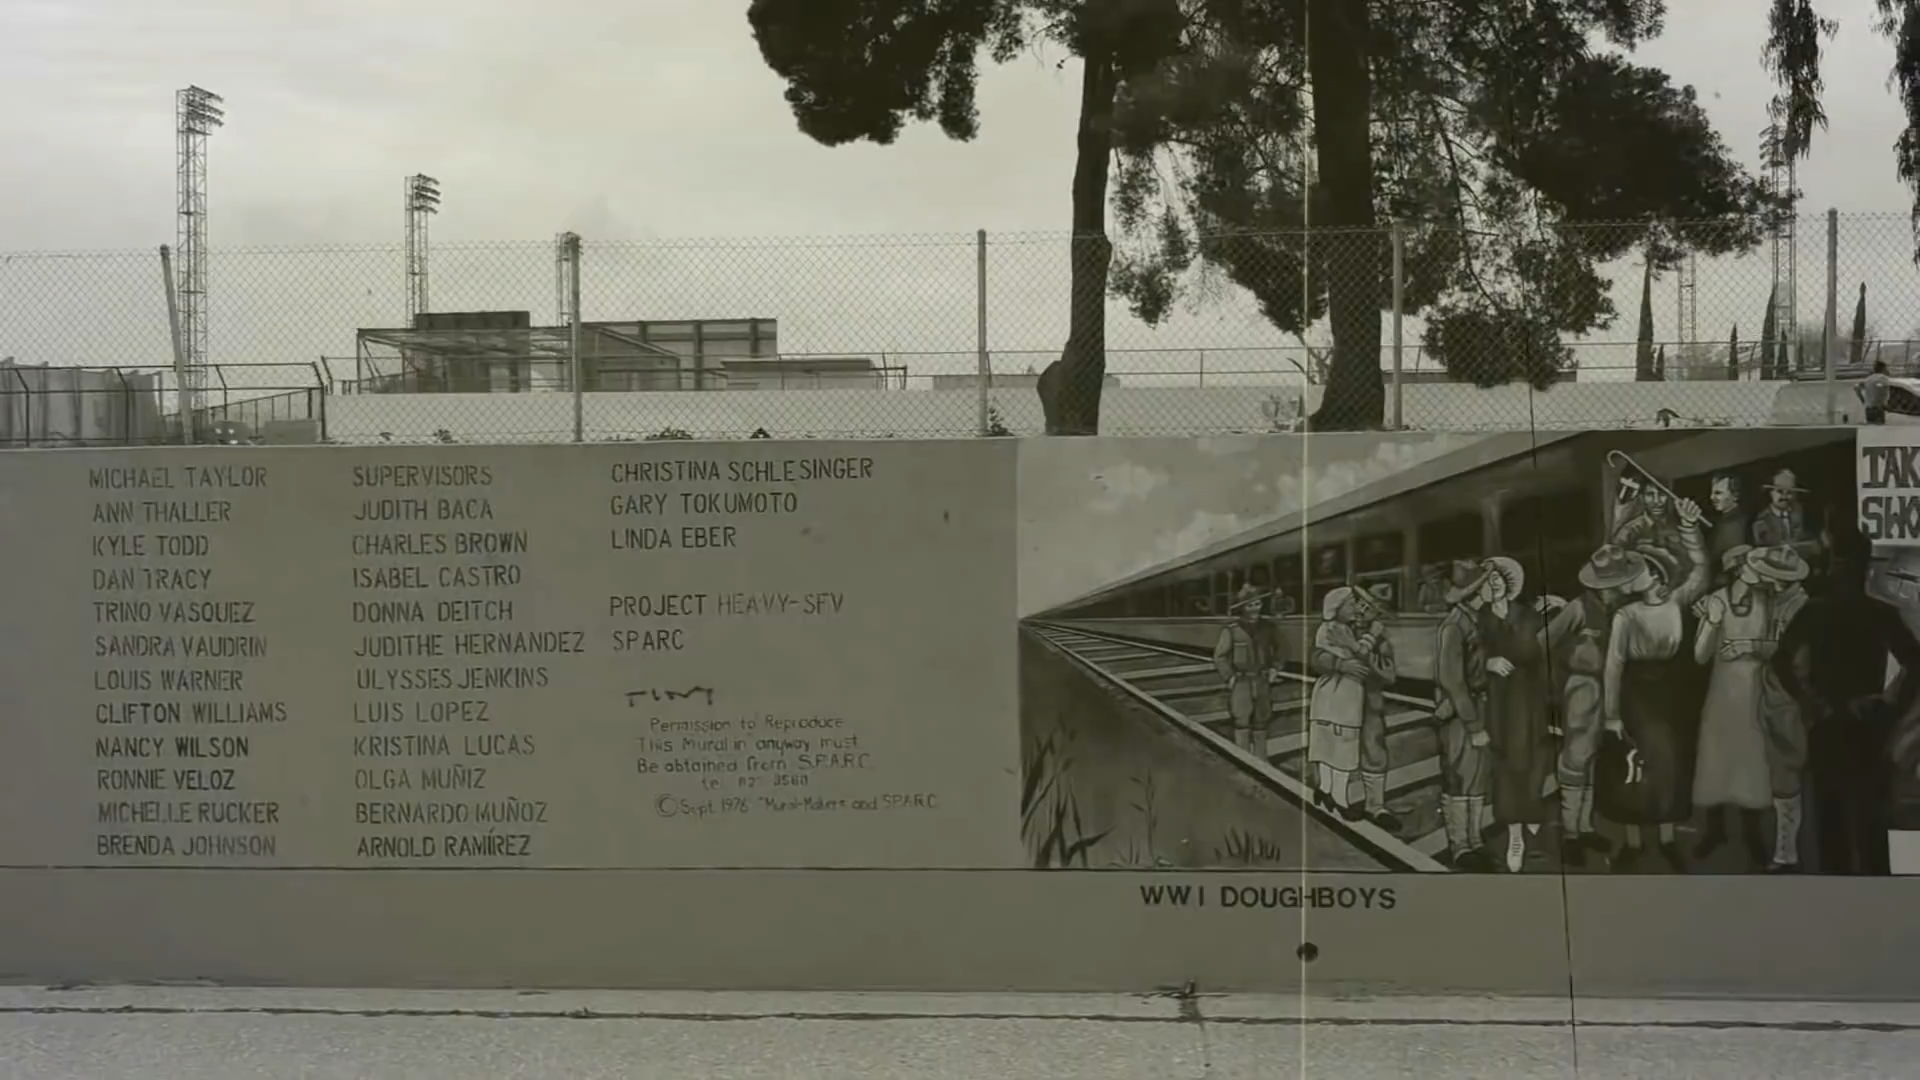 MICHAEL TAYLOR
ANN THALLER
KYLE TODD
DAN TRACY
TRINO VASQUEZ
SANDRA VAUDRIN
LOUIS WARNER
CLIFTON WILLIAMS
NANCY WILSON
RONNIE VELOZ
MICHELLE RUCKER
BRENDA JOHNSON
SUPERVISORS
JUDITH BACA
CHARLES BROWN
ISABEL CASTRO
DONNA DEITCH
JUDITHE HERNANDEZ
ULYSSES JENKINS
LUIS LOPEZ
KRISTINA LUCAS
OLGA MUÑIZ
BERNARDO MUÑOZ
ARNOLD RAMÍREZ
CHRISTINA SCHLESINGER
GARY TOKUMOTO
LINDA EBER
PROJECT HEAVY-SFV
SPARC
Permission to Reproduce
This Mural in anyway must
Be obtained from S.P.A.R.C.
©Sept. 1976 "Mural-Makers and SPARC
TAK
SHO
WWI DOUGHBOYS